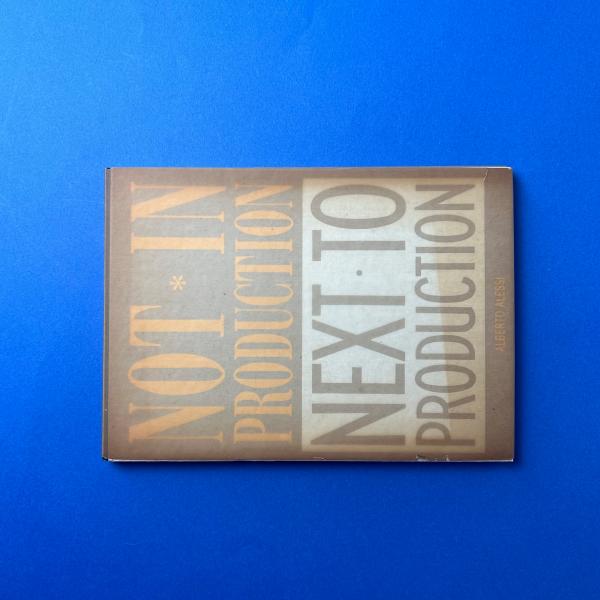 NOT * IN
PRODUCTION
NEXT · TO
PRODUCTION
ALBERTO ALESSI